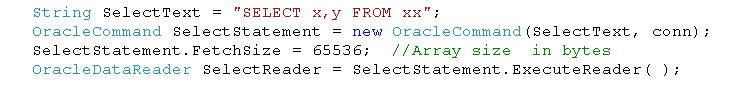 String SelectText = "SELECT x,y FROM xx";
OracleCommand SelectStatement = new OracleCommand(SelectText, conn);
SelectStatement.FetchSize = 65536;  //Array size  in bytes
OracleDataReader SelectReader = SelectStatement.ExecuteReader( );